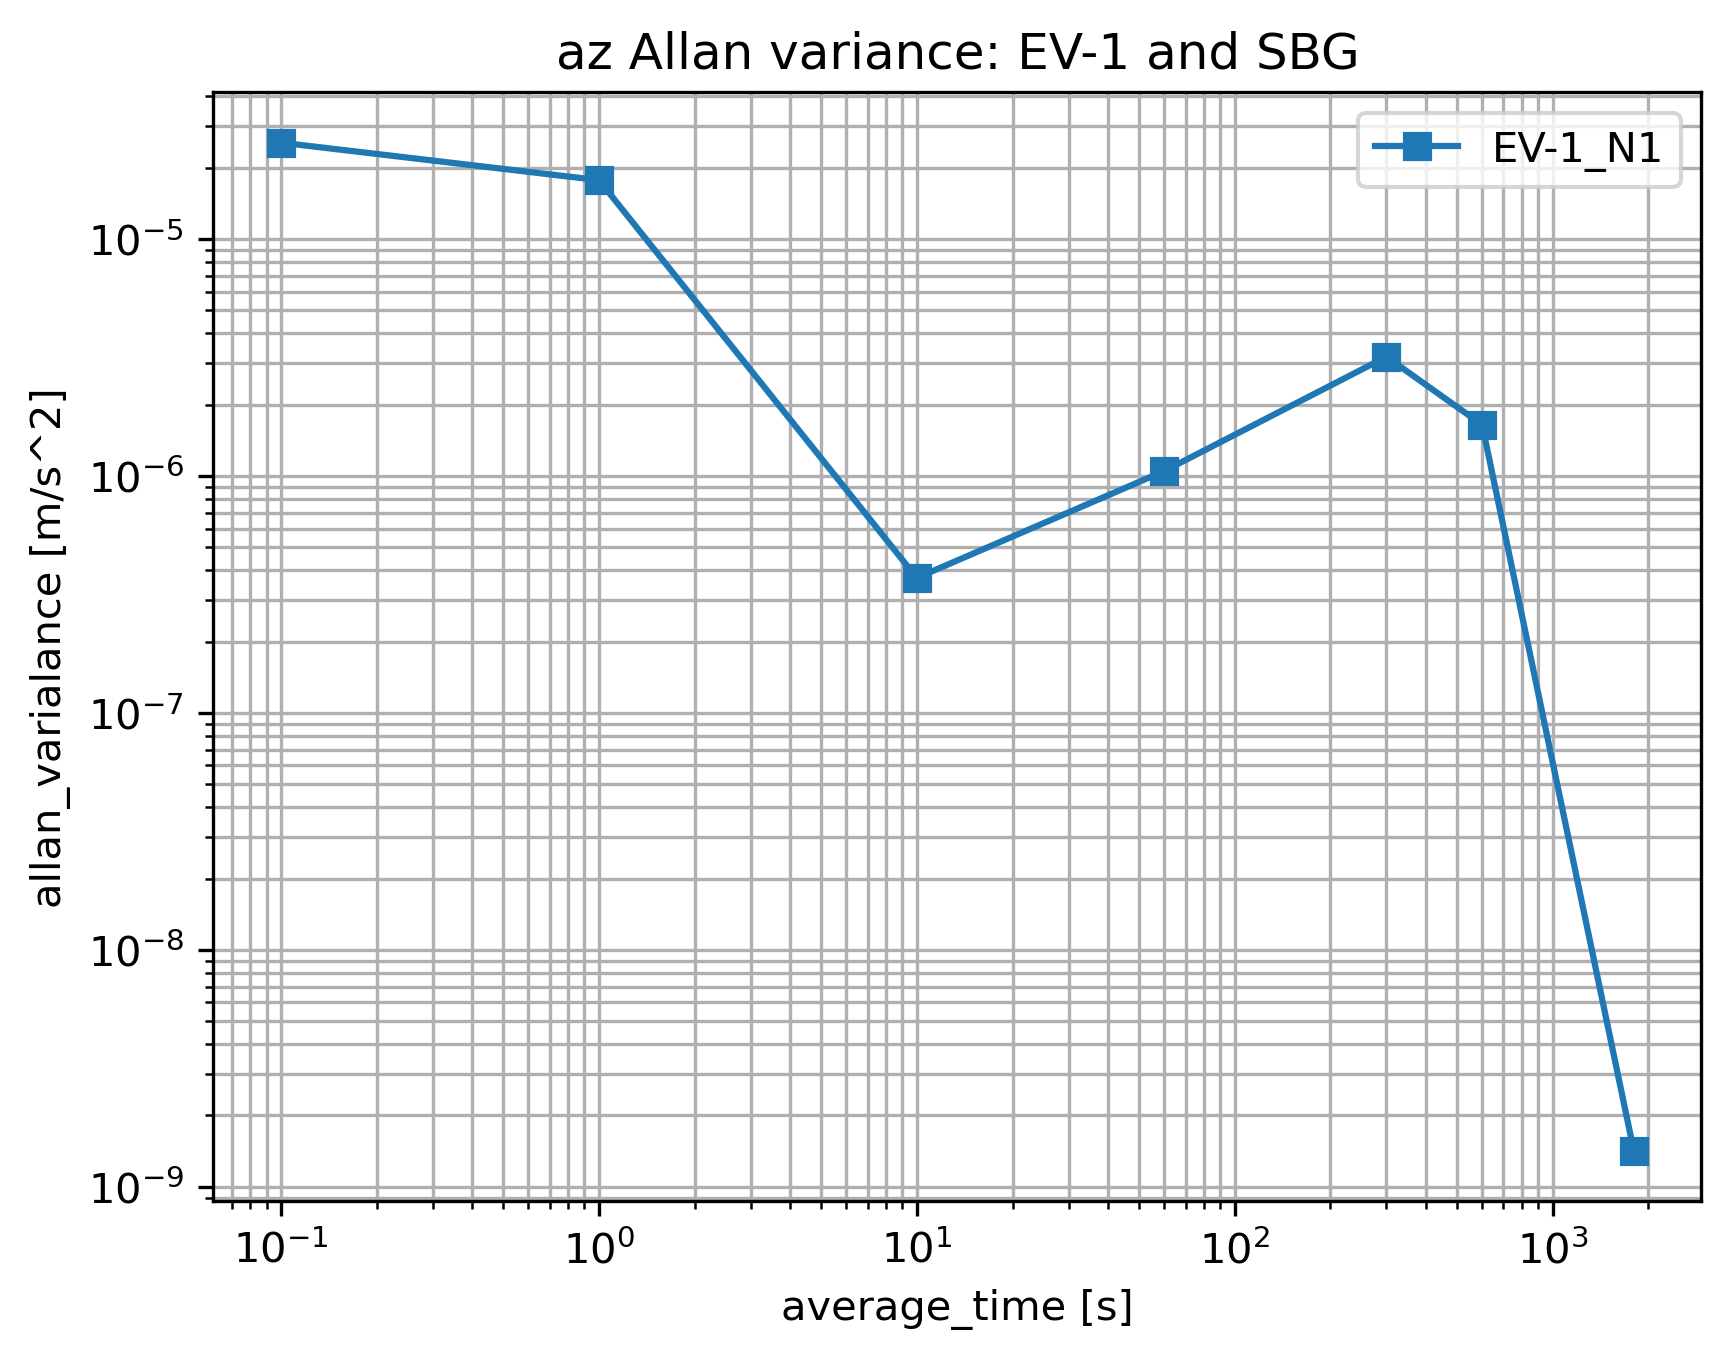 az Allan variance: EV-1 and SBG
EV-1_N1
allan_varialance [m/s^2]
10⁻⁵
10⁻⁶
10⁻⁷
10⁻⁸
10⁻⁹
10⁻¹ 10⁰ 10¹ 10² 10³
average_time [s]